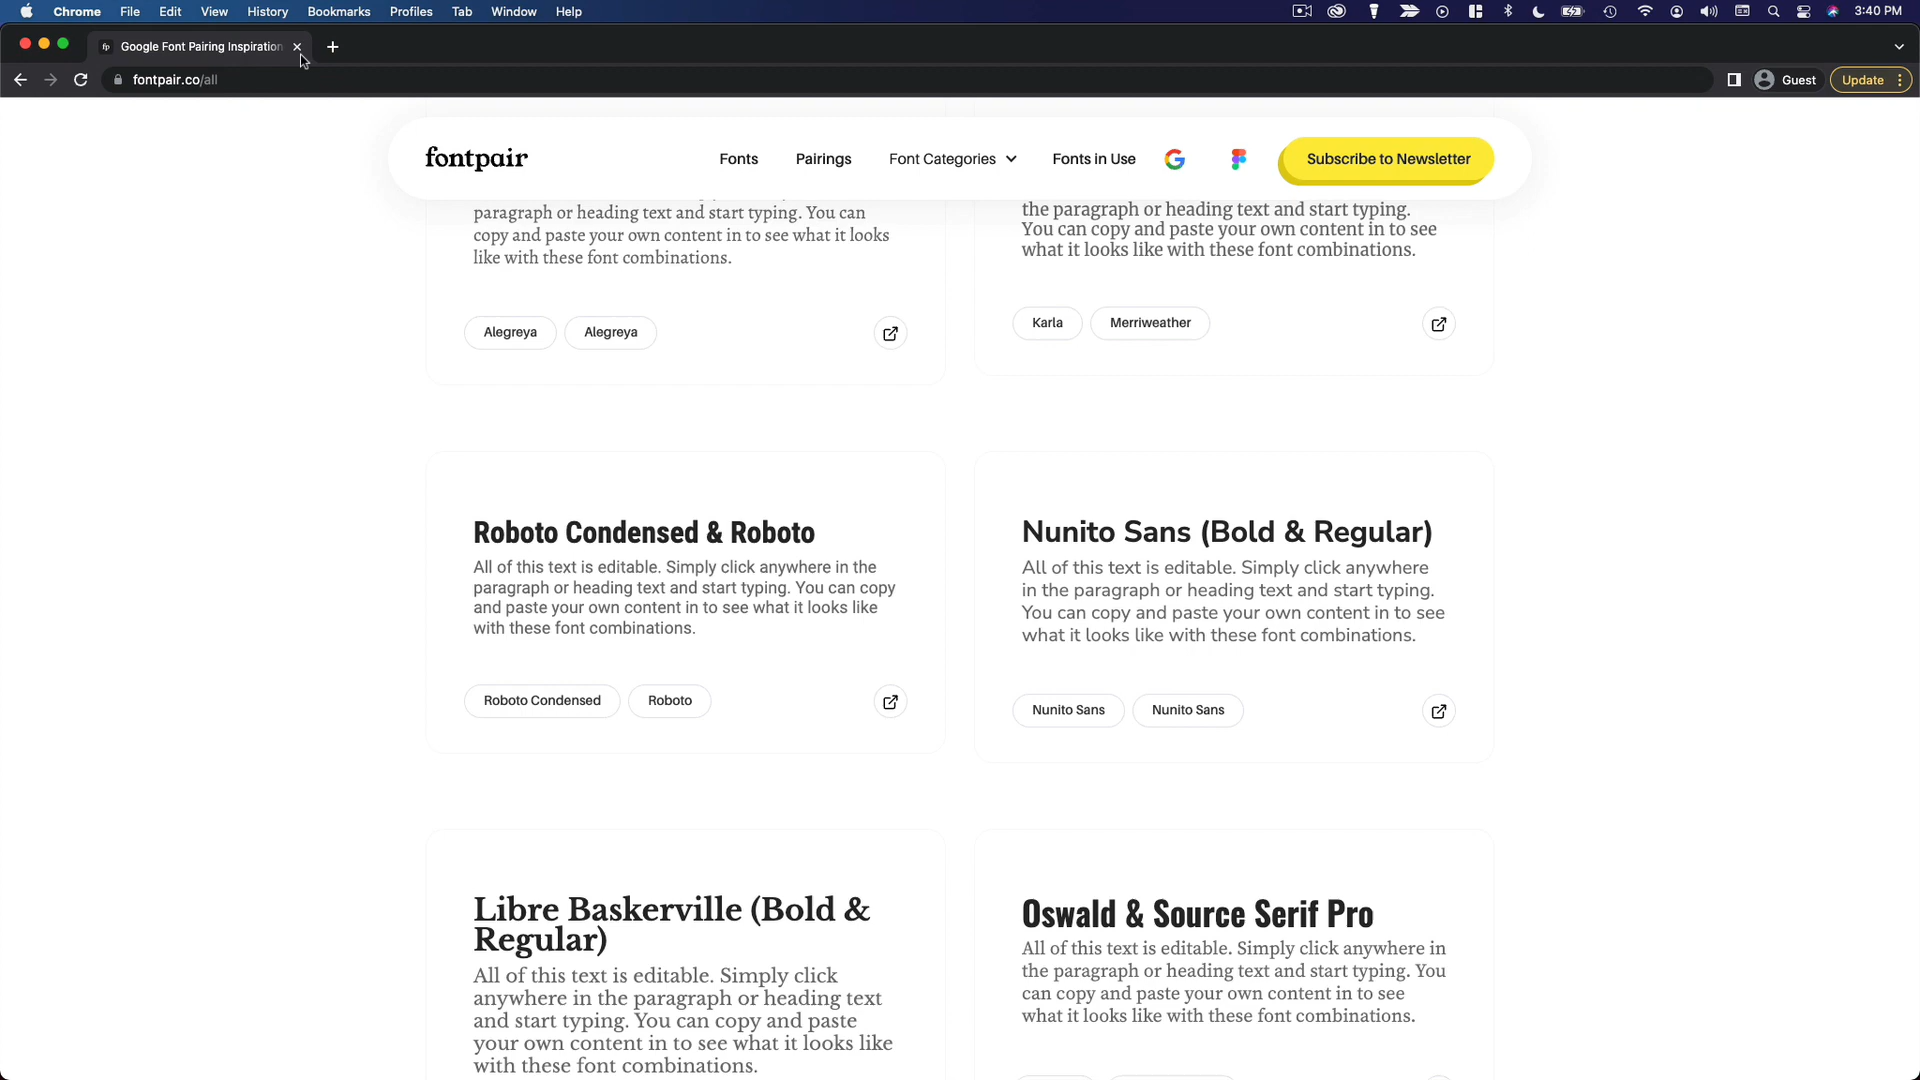 Chrome File Edit View History Bookmarks Profiles Tab Window Help 3:40 PM
Google Font Pairing Inspiration
fontpair.co/all Guest Update
fontpair Fonts Pairings Font Categories Fonts in Use Subscribe to Newsletter
paragraph or heading text and start typing. You can
copy and paste your own content in to see what it looks
like with these font combinations.
Alegreya Alegreya
the paragraph or heading text and start typing.
You can copy and paste your own content in to see
what it looks like with these font combinations.
Karla Merriweather
Roboto Condensed & Roboto
All of this text is editable. Simply click anywhere in the
paragraph or heading text and start typing. You can copy
and paste your own content in to see what it looks like
with these font combinations.
Roboto Condensed Roboto
Nunito Sans (Bold & Regular)
All of this text is editable. Simply click anywhere
in the paragraph or heading text and start typing.
You can copy and paste your own content in to see
what it looks like with these font combinations.
Nunito Sans Nunito Sans
Libre Baskerville (Bold &
Regular)
All of this text is editable. Simply click
anywhere in the paragraph or heading text
and start typing. You can copy and paste
your own content in to see what it looks like
with these font combinations.
Oswald & Source Serif Pro
All of this text is editable. Simply click anywhere in
the paragraph or heading text and start typing. You
can copy and paste your own content in to see
what it looks like with these font combinations.